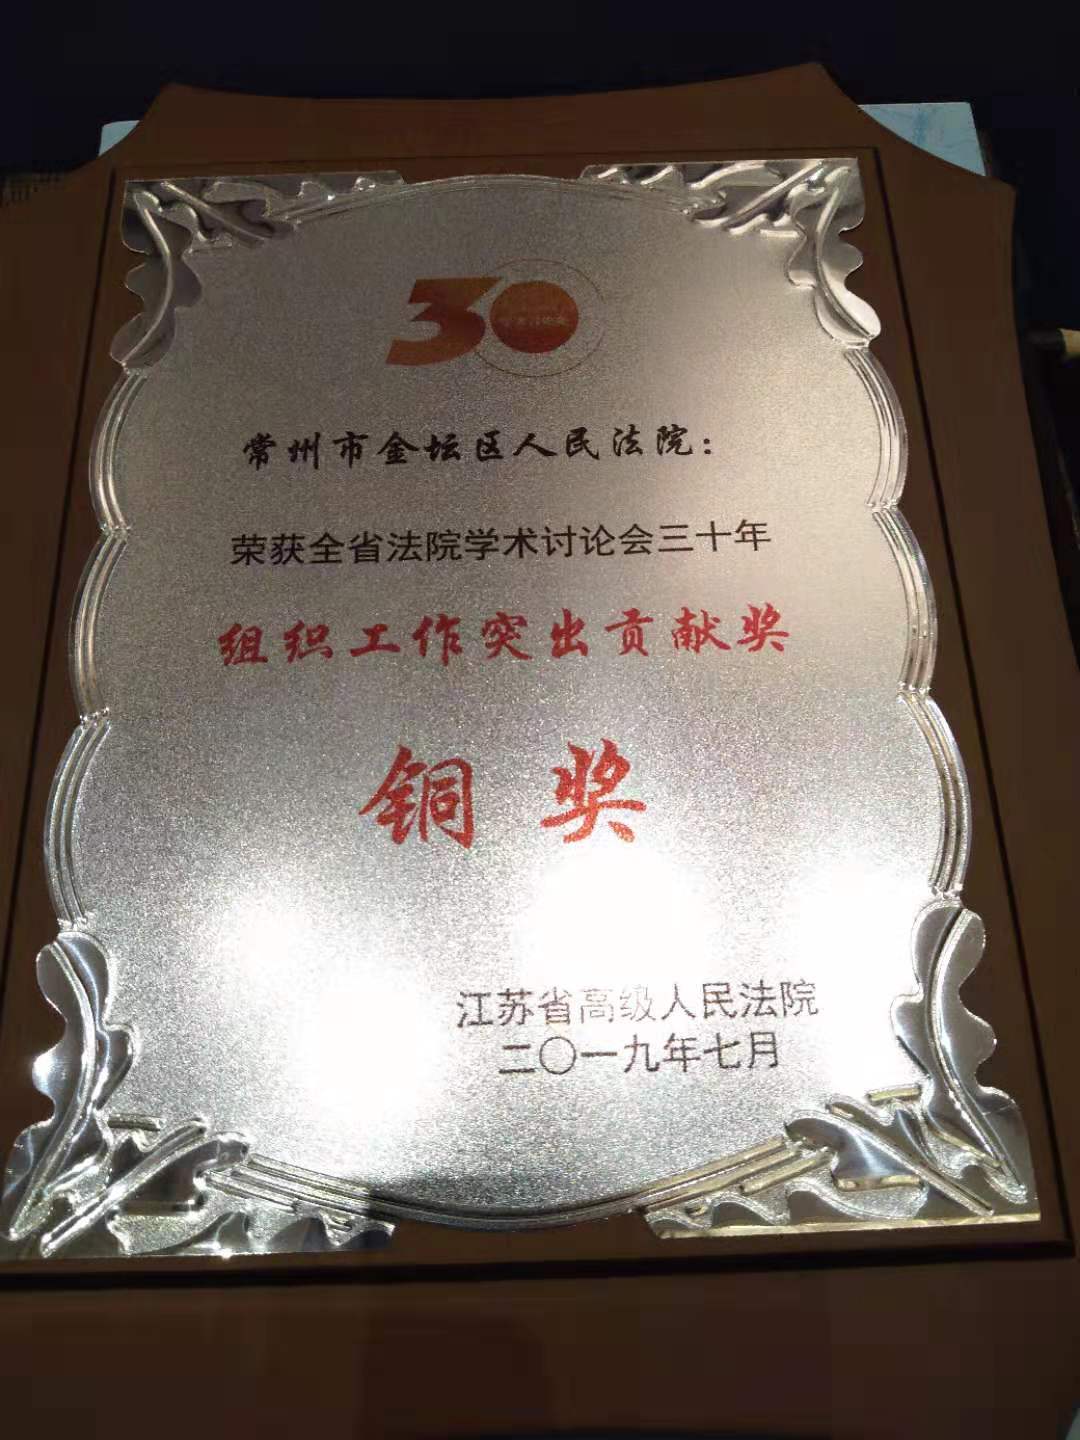 30
常州市金坛区人民法院：
荣获全省法院学术讨论会三十年
组织工作突出贡献奖
铜奖
江苏省高级人民法院
二〇一九年七月